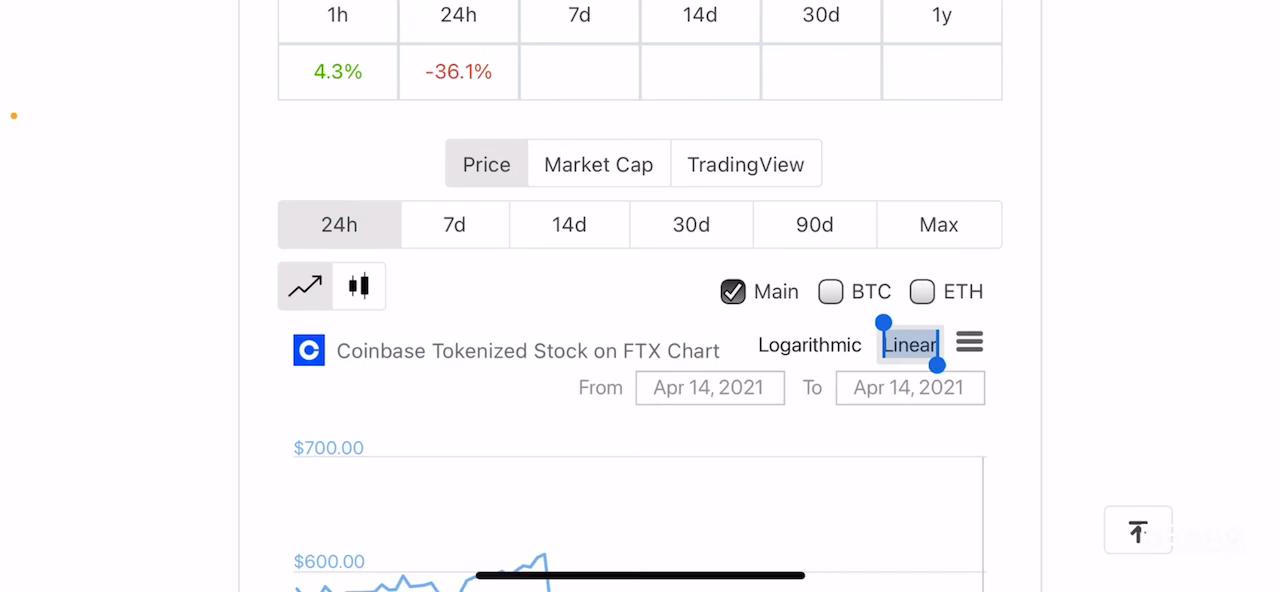 1h 24h 7d 14d 30d 1y
4.3% -36.1%
Price Market Cap TradingView
24h 7d 14d 30d 90d Max
Main BTC ETH
Coinbase Tokenized Stock on FTX Chart Logarithmic Linear
From Apr 14, 2021 To Apr 14, 2021
$700.00
$600.00